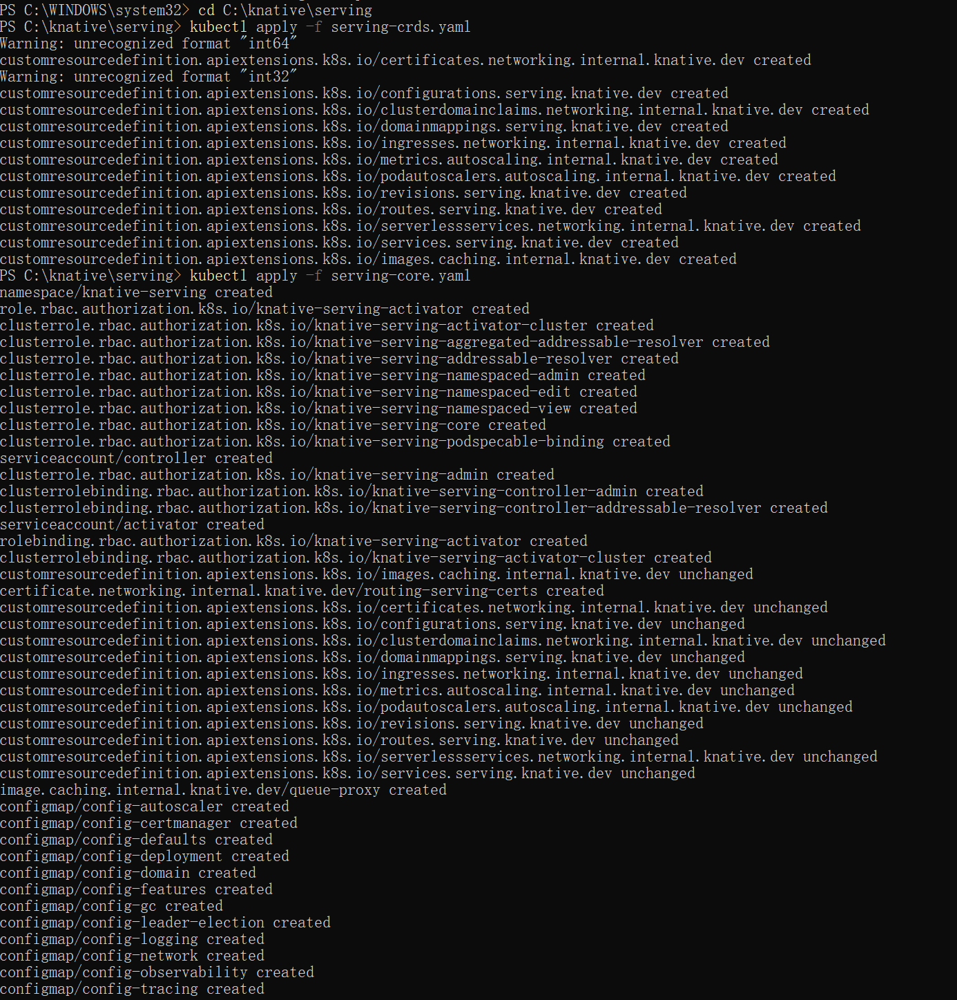 PS C:\WINDOWS\system32> cd C:\knative\serving
PS C:\knative\serving> kubectl apply -f serving-crds.yaml
Warning: unrecognized format "int64"
customresourcedefinition.apiextensions.k8s.io/certificates.networking.internal.knative.dev created
Warning: unrecognized format "int32"
customresourcedefinition.apiextensions.k8s.io/configurations.serving.knative.dev created
customresourcedefinition.apiextensions.k8s.io/clusterdomainclaims.networking.internal.knative.dev created
customresourcedefinition.apiextensions.k8s.io/domainmappings.serving.knative.dev created
customresourcedefinition.apiextensions.k8s.io/ingresses.networking.internal.knative.dev created
customresourcedefinition.apiextensions.k8s.io/metrics.autoscaling.internal.knative.dev created
customresourcedefinition.apiextensions.k8s.io/podautoscalers.autoscaling.internal.knative.dev created
customresourcedefinition.apiextensions.k8s.io/revisions.serving.knative.dev created
customresourcedefinition.apiextensions.k8s.io/routes.serving.knative.dev created
customresourcedefinition.apiextensions.k8s.io/serverlessservices.networking.internal.knative.dev created
customresourcedefinition.apiextensions.k8s.io/services.serving.knative.dev created
customresourcedefinition.apiextensions.k8s.io/images.caching.internal.knative.dev created
PS C:\knative\serving> kubectl apply -f serving-core.yaml
namespace/knative-serving created
role.rbac.authorization.k8s.io/knative-serving-activator created
clusterrole.rbac.authorization.k8s.io/knative-serving-activator-cluster created
clusterrole.rbac.authorization.k8s.io/knative-serving-aggregated-addressable-resolver created
clusterrole.rbac.authorization.k8s.io/knative-serving-addressable-resolver created
clusterrole.rbac.authorization.k8s.io/knative-serving-namespaced-admin created
clusterrole.rbac.authorization.k8s.io/knative-serving-namespaced-edit created
clusterrole.rbac.authorization.k8s.io/knative-serving-namespaced-view created
clusterrole.rbac.authorization.k8s.io/knative-serving-core created
clusterrole.rbac.authorization.k8s.io/knative-serving-podspecable-binding created
serviceaccount/controller created
clusterrole.rbac.authorization.k8s.io/knative-serving-admin created
clusterrolebinding.rbac.authorization.k8s.io/knative-serving-controller-admin created
clusterrolebinding.rbac.authorization.k8s.io/knative-serving-controller-addressable-resolver created
serviceaccount/activator created
rolebinding.rbac.authorization.k8s.io/knative-serving-activator created
clusterrolebinding.rbac.authorization.k8s.io/knative-serving-activator-cluster created
customresourcedefinition.apiextensions.k8s.io/images.caching.internal.knative.dev unchanged
certificate.networking.internal.knative.dev/routing-serving-certs created
customresourcedefinition.apiextensions.k8s.io/certificates.networking.internal.knative.dev unchanged
customresourcedefinition.apiextensions.k8s.io/configurations.serving.knative.dev unchanged
customresourcedefinition.apiextensions.k8s.io/clusterdomainclaims.networking.internal.knative.dev unchanged
customresourcedefinition.apiextensions.k8s.io/domainmappings.serving.knative.dev unchanged
customresourcedefinition.apiextensions.k8s.io/ingresses.networking.internal.knative.dev unchanged
customresourcedefinition.apiextensions.k8s.io/metrics.autoscaling.internal.knative.dev unchanged
customresourcedefinition.apiextensions.k8s.io/podautoscalers.autoscaling.internal.knative.dev unchanged
customresourcedefinition.apiextensions.k8s.io/revisions.serving.knative.dev unchanged
customresourcedefinition.apiextensions.k8s.io/routes.serving.knative.dev unchanged
customresourcedefinition.apiextensions.k8s.io/serverlessservices.networking.internal.knative.dev unchanged
customresourcedefinition.apiextensions.k8s.io/services.serving.knative.dev unchanged
image.caching.internal.knative.dev/queue-proxy created
configmap/config-autoscaler created
configmap/config-certmanager created
configmap/config-defaults created
configmap/config-deployment created
configmap/config-domain created
configmap/config-features created
configmap/config-gc created
configmap/config-leader-election created
configmap/config-logging created
configmap/config-network created
configmap/config-observability created
configmap/config-tracing created